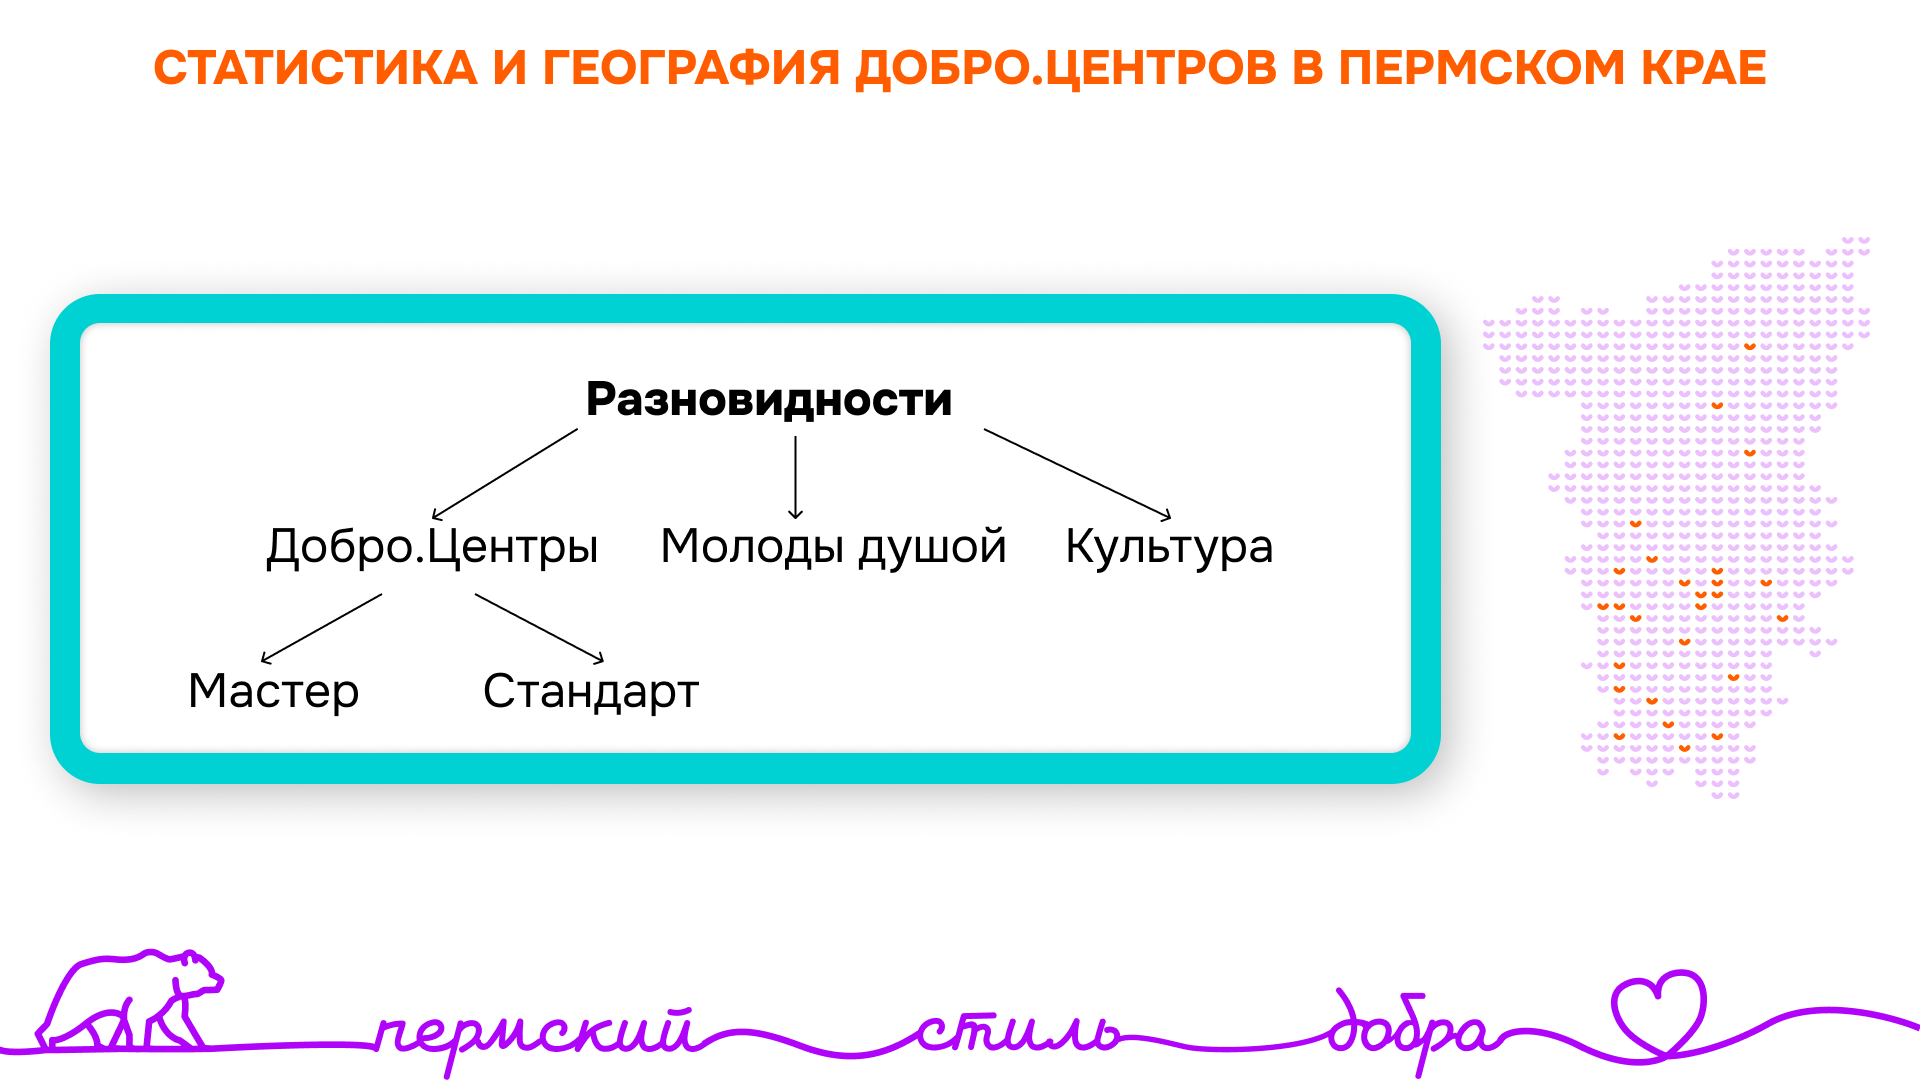 СТАТИСТИКА И ГЕОГРАФИЯ ДОБРО.ЦЕНТРОВ В ПЕРМСКОМ КРАЕ
Разновидности
Добро.Центры
Молоды душой
Культура
Мастер
Стандарт
пермский стиль добра